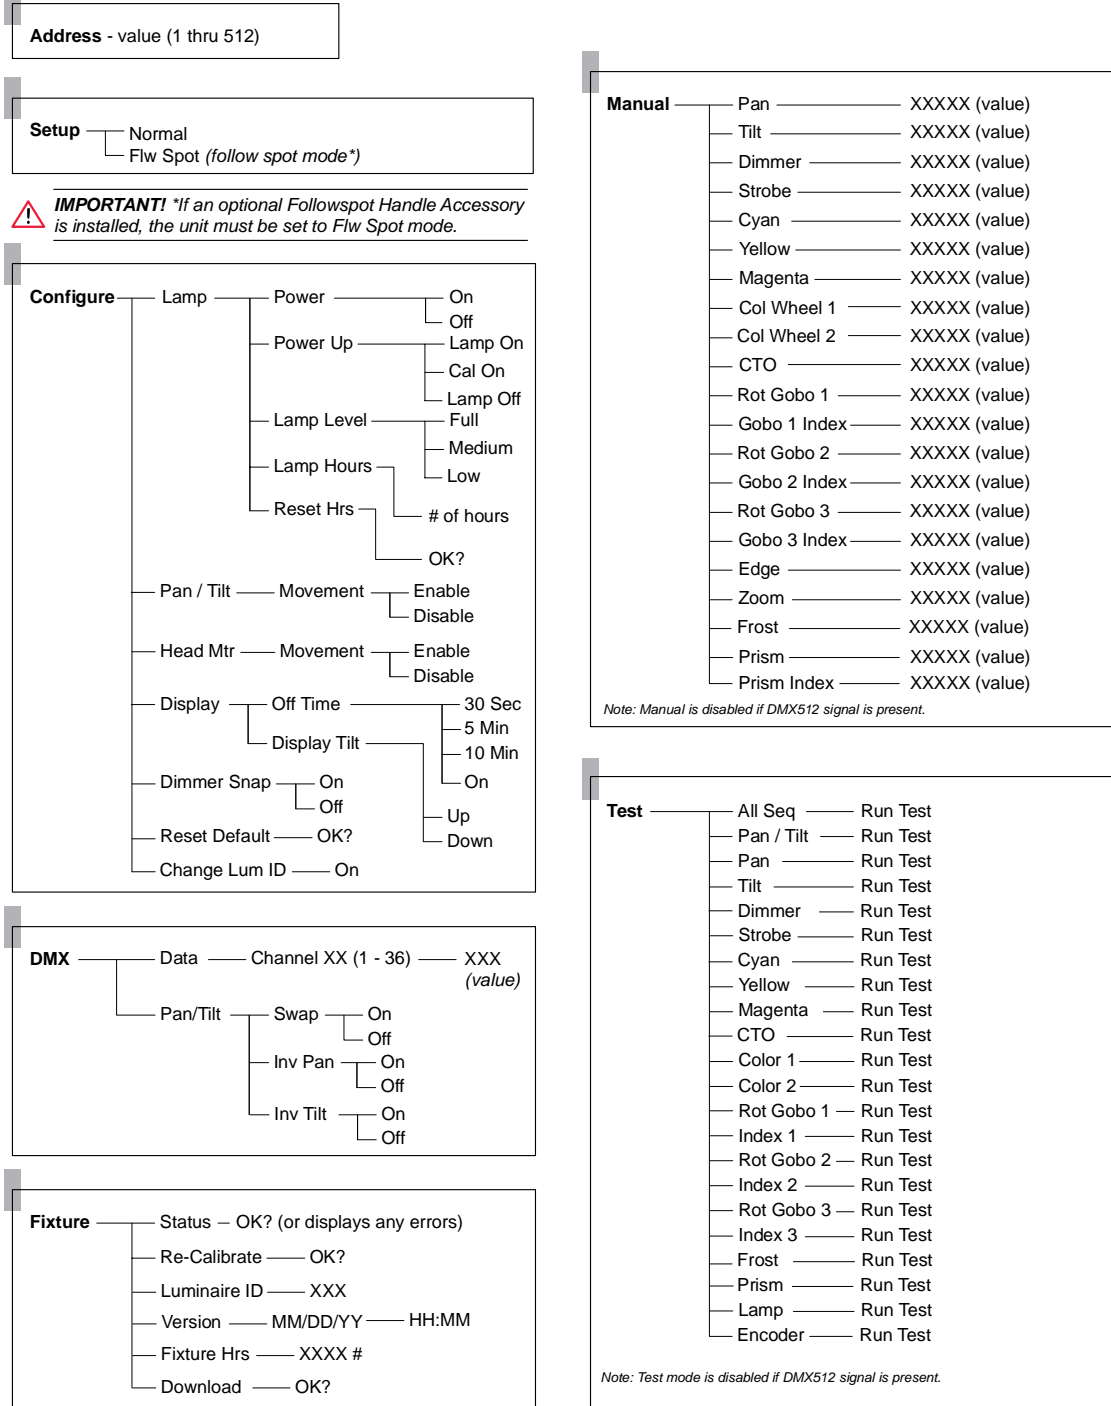 Address - value (1 thru 512)
Setup
Normal
Flw Spot (follow spot mode*)
IMPORTANT! *If an optional Followspot Handle Accessory
is installed, the unit must be set to Flw Spot mode.
Configure Lamp Power On
Off
Power Up Lamp On
Cal On
Lamp Off
Lamp Level Full
Medium
Low
Lamp Hours
# of hours
Reset Hrs
OK?
Pan / Tilt Movement Enable
Disable
Head Mtr Movement Enable
Disable
Display Off Time 30 Sec
5 Min
10 Min
On
Display Tilt
Up
Down
Dimmer Snap On
Off
Reset Default OK?
Change Lum ID On
DMX Data Channel XX (1 - 36) XXX
(value)
Pan/Tilt Swap On
Off
Inv Pan On
Off
Inv Tilt On
Off
Fixture Status OK? (or displays any errors)
Re-Calibrate OK?
Luminaire ID XXX
Version MM/DD/YY HH:MM
Fixture Hrs XXXX #
Download OK?
Manual Pan XXXXX (value)
Tilt XXXXX (value)
Dimmer XXXXX (value)
Strobe XXXXX (value)
Cyan XXXXX (value)
Yellow XXXXX (value)
Magenta XXXXX (value)
Col Wheel 1 XXXXX (value)
Col Wheel 2 XXXXX (value)
CTO XXXXX (value)
Rot Gobo 1 XXXXX (value)
Gobo 1 Index XXXXX (value)
Rot Gobo 2 XXXXX (value)
Gobo 2 Index XXXXX (value)
Rot Gobo 3 XXXXX (value)
Gobo 3 Index XXXXX (value)
Edge XXXXX (value)
Zoom XXXXX (value)
Frost XXXXX (value)
Prism XXXXX (value)
Prism Index XXXXX (value)
Note: Manual is disabled if DMX512 signal is present.
Test All Seq Run Test
Pan / Tilt Run Test
Pan Run Test
Tilt Run Test
Dimmer Run Test
Strobe Run Test
Cyan Run Test
Yellow Run Test
Magenta Run Test
CTO Run Test
Color 1 Run Test
Color 2 Run Test
Rot Gobo 1 Run Test
Index 1 Run Test
Rot Gobo 2 Run Test
Index 2 Run Test
Rot Gobo 3 Run Test
Index 3 Run Test
Frost Run Test
Prism Run Test
Lamp Run Test
Encoder Run Test
Note: Test mode is disabled if DMX512 signal is present.